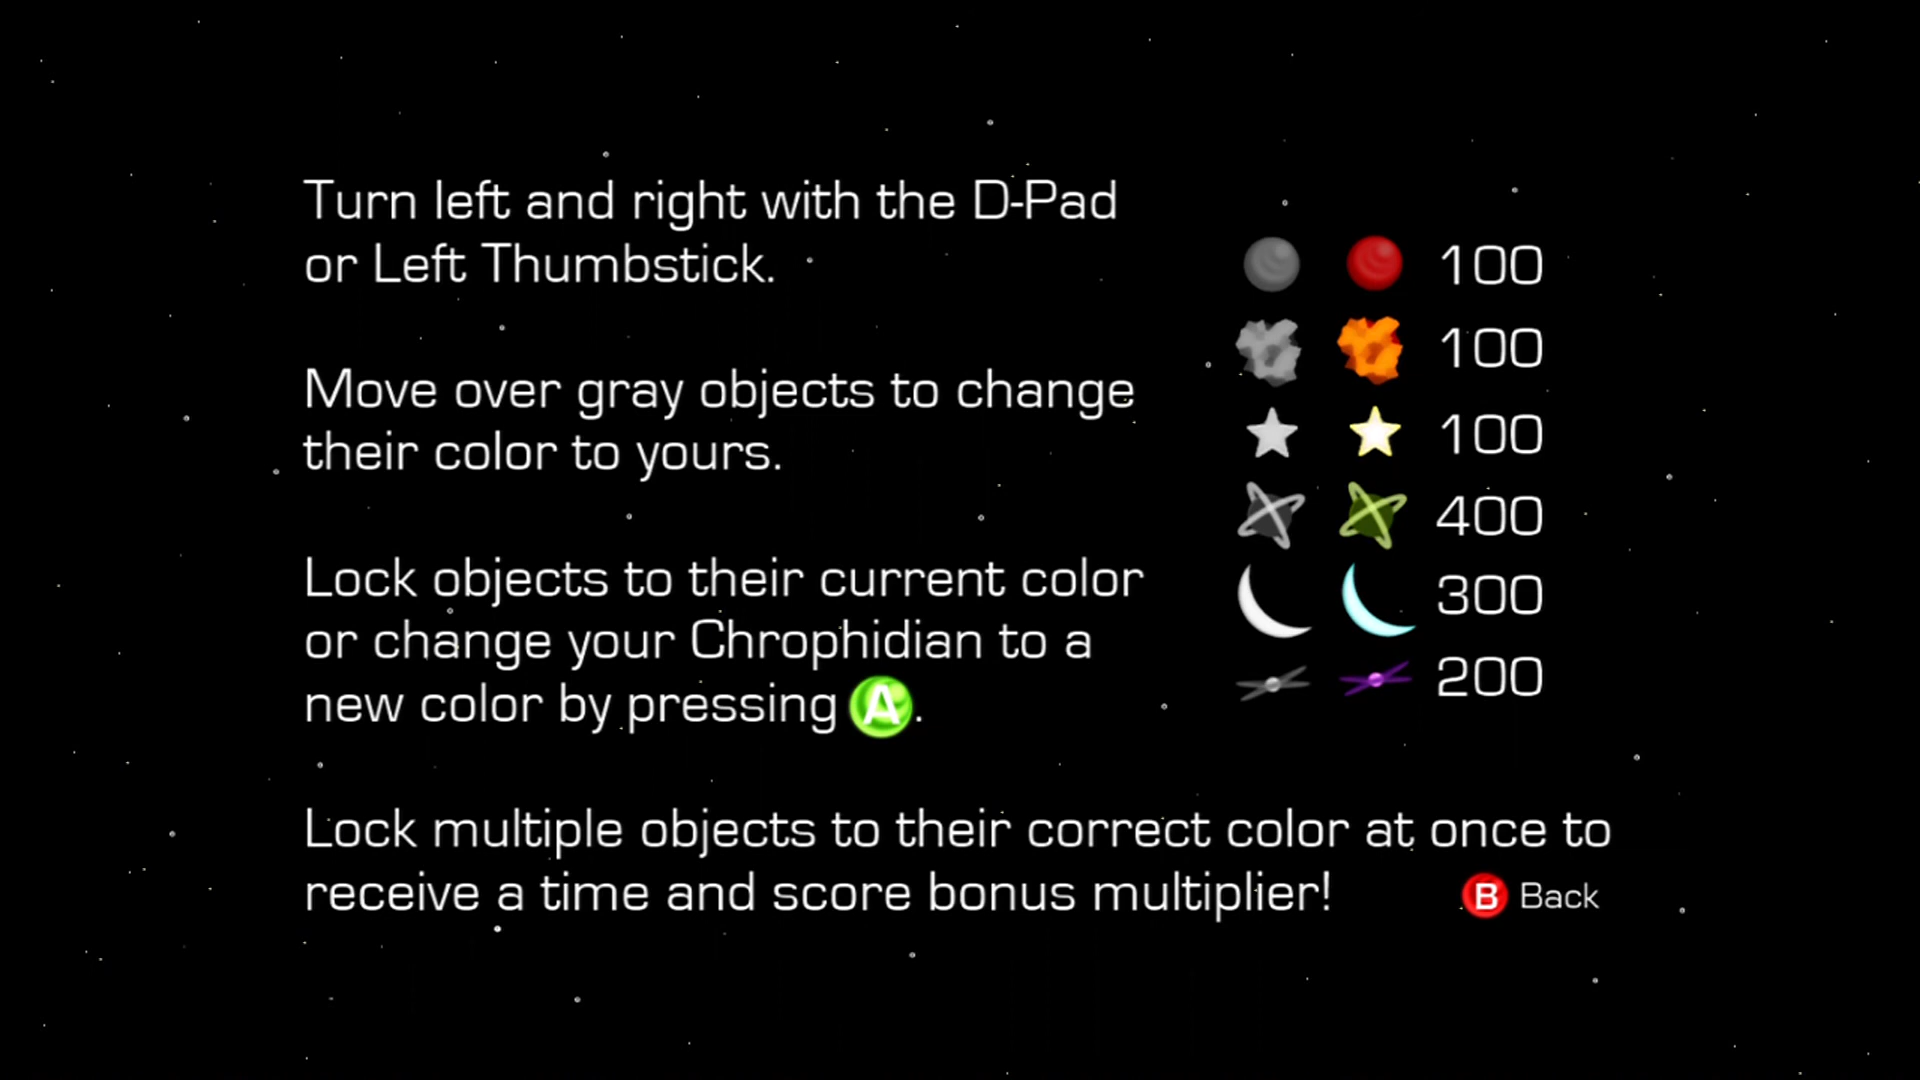 Turn left and right with the D-Pad
or Left Thumbstick.
100
100
Move over gray objects to change
their color to yours.
100
400
Lock objects to their current color
or change your Chrophidian to a
new color by pressing A.
300
200
Lock multiple objects to their correct color at once to
receive a time and score bonus multiplier!
B Back